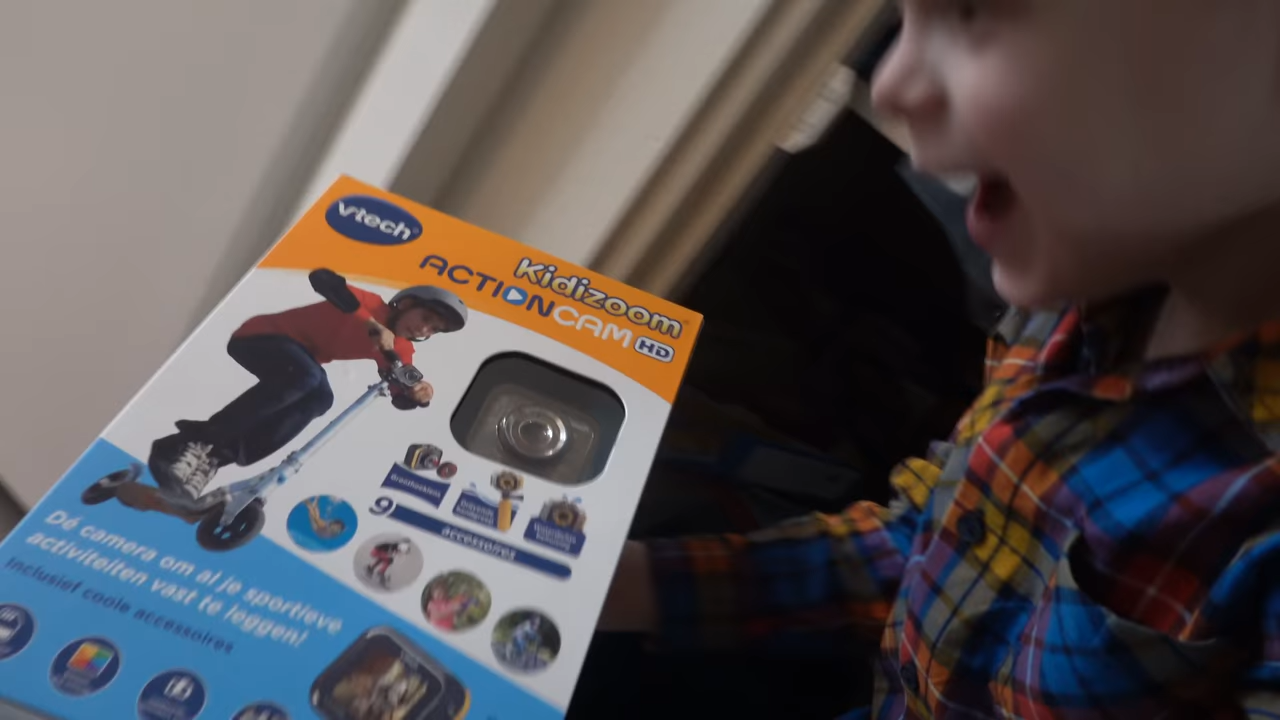 vtech
Kidizoom
ACTIONCAM HD
9 accessoires
Dé camera om al je sportieve
activiteiten vast te leggen!
Inclusief coole accessoires